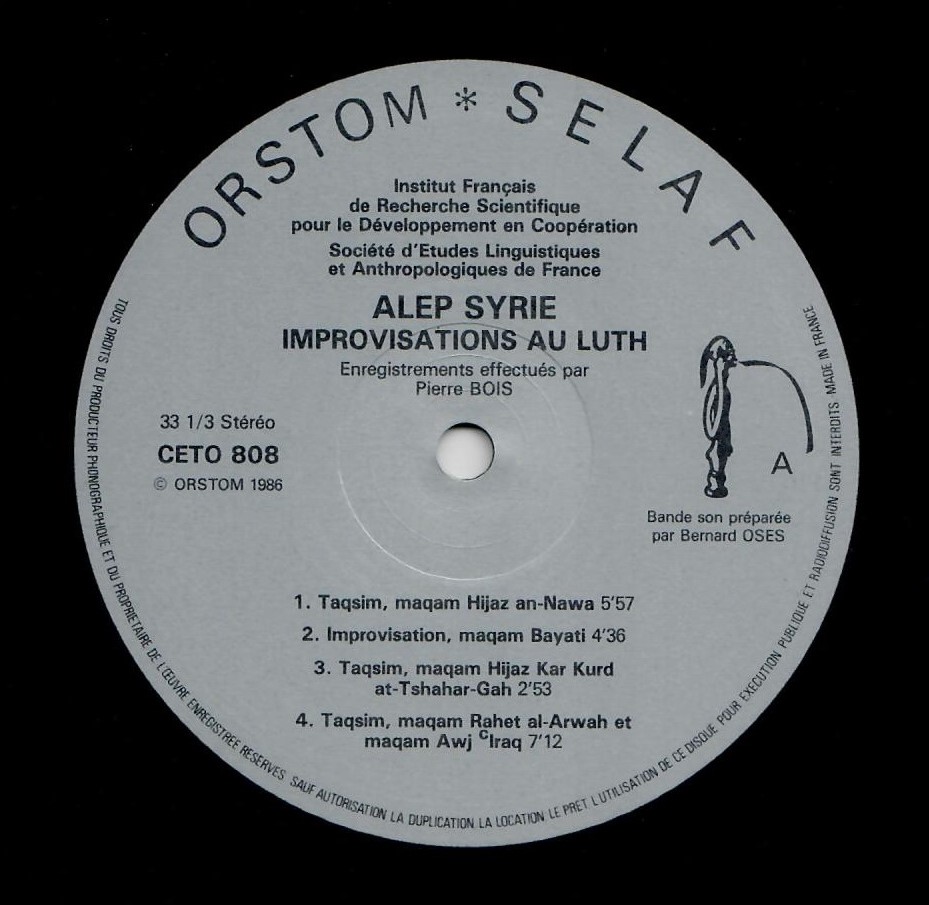 ORSTOM * SELAF
Institut Français
de Recherche Scientifique
pour le Développement en Coopération
Société d'Etudes Linguistiques
et Anthropologiques de France
ALEP SYRIE
IMPROVISATIONS AU LUTH
Enregistrements effectués par
Pierre BOIS
33 1/3 Stéréo
CETO 808
© ORSTOM 1986
A
Bande son préparée
par Bernard OSES
1. Taqsim, maqam Hijaz an-Nawa 5'57
2. Improvisation, maqam Bayati 4'36
3. Taqsim, maqam Hijaz Kar Kurd
at-Tshahar-Gah 2'53
4. Taqsim, maqam Rahet al-Arwah et
maqam Awj ᶜIraq 7'12
TOUS DROITS DU PRODUCTEUR PHONOGRAPHIQUE ET DU PROPRIETAIRE DE L'ŒUVRE ENREGISTREE RESERVES SAUF AUTORISATION LA DUPLICATION LA LOCATION LE PRET L'UTILISATION DE CE DISQUE POUR EXECUTION PUBLIQUE ET RADIODIFFUSION SONT INTERDITS MADE IN FRANCE